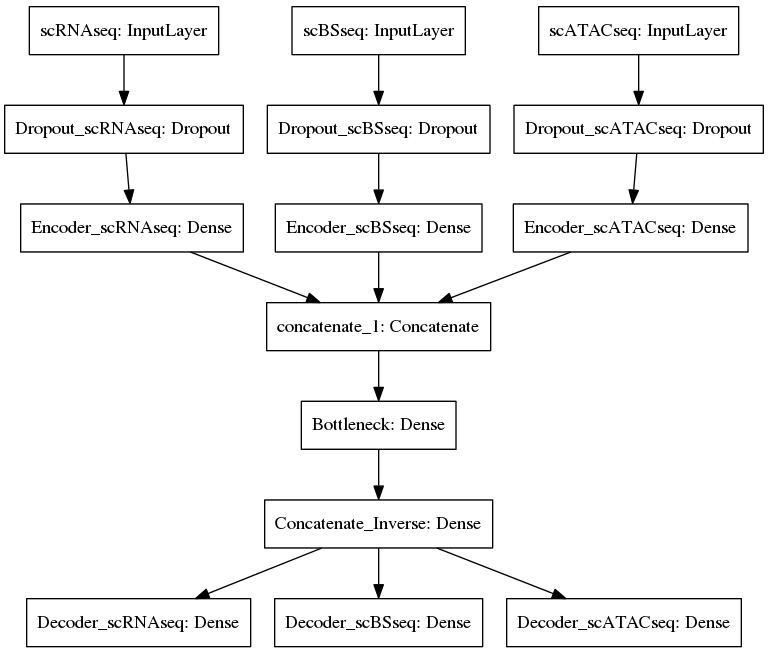 scRNAseq: InputLayer
scBSseq: InputLayer
scATACseq: InputLayer
Dropout_scRNAseq: Dropout
Dropout_scBSseq: Dropout
Dropout_scATACseq: Dropout
Encoder_scRNAseq: Dense
Encoder_scBSseq: Dense
Encoder_scATACseq: Dense
concatenate_1: Concatenate
Bottleneck: Dense
Concatenate_Inverse: Dense
Decoder_scRNAseq: Dense
Decoder_scBSseq: Dense
Decoder_scATACseq: Dense